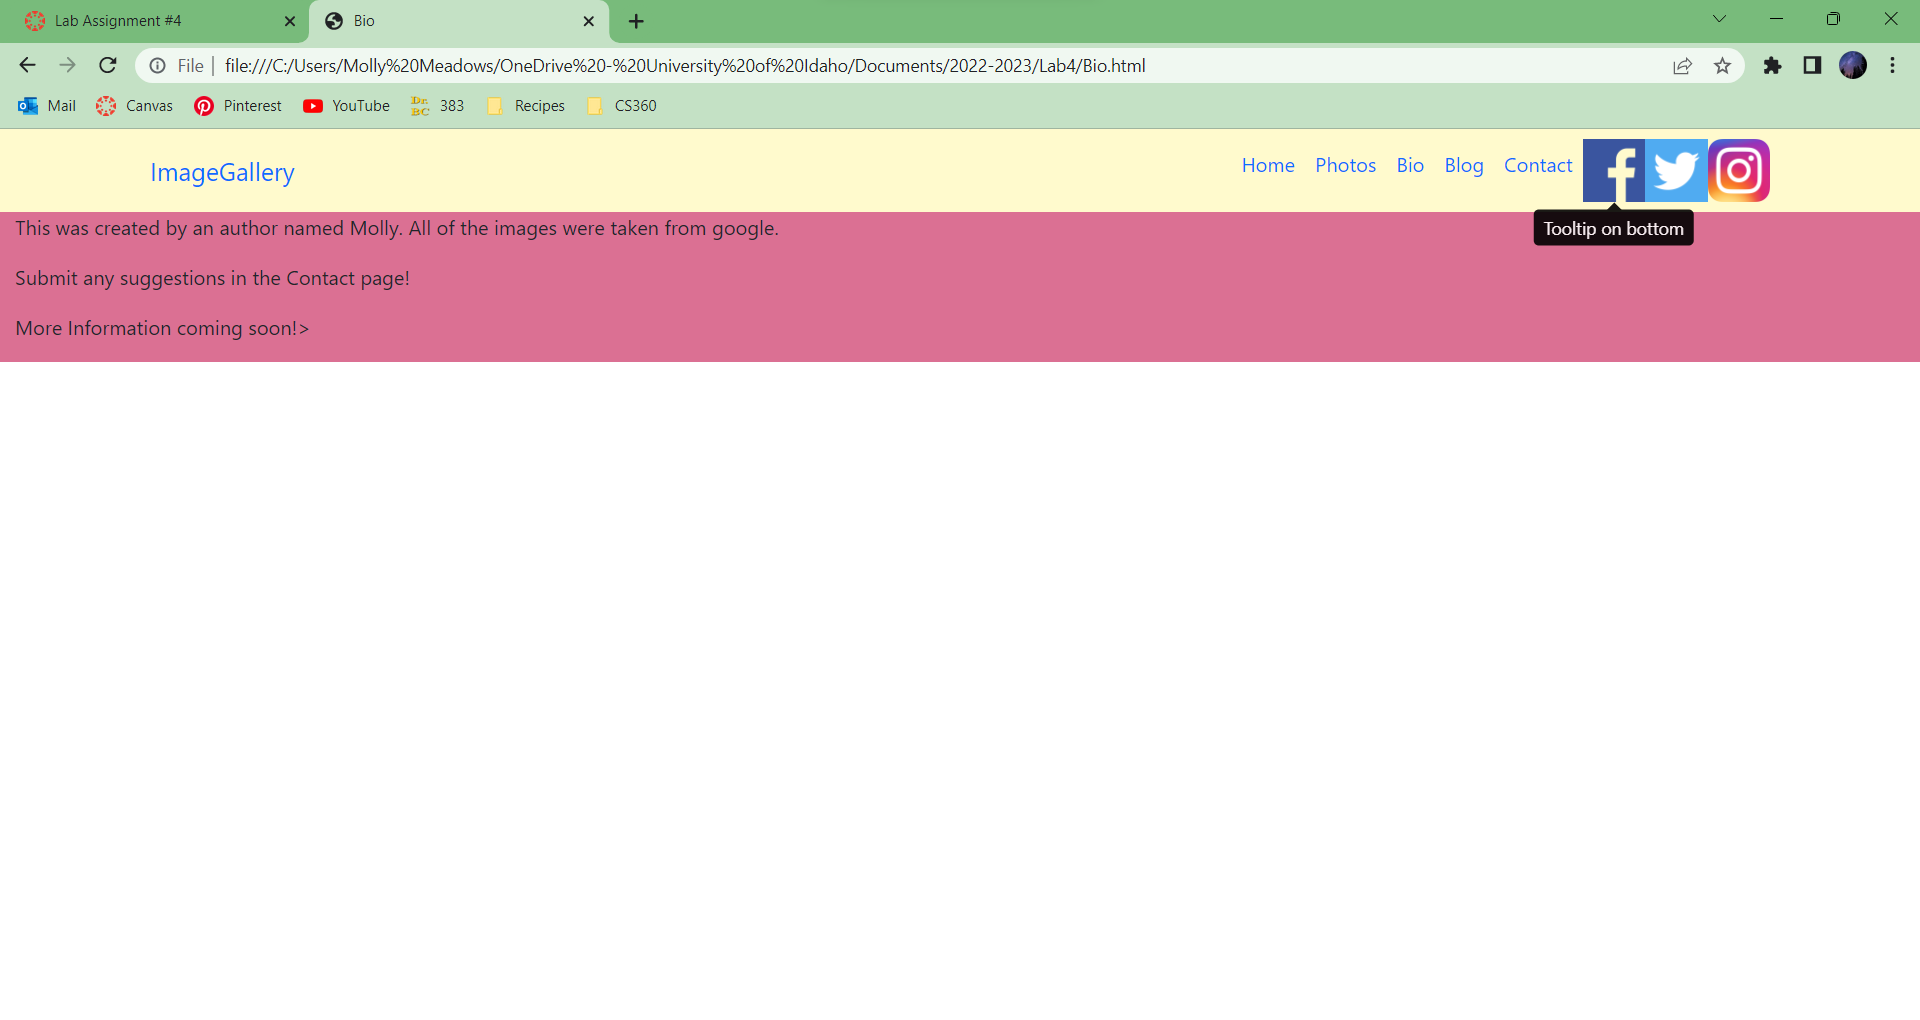 Lab Assignment #4
Bio
File
file:///C:/Users/Molly%20Meadows/OneDrive%20-%20University%20of%20Idaho/Documents/2022-2023/Lab4/Bio.html
Mail Canvas Pinterest YouTube Dr. BC 383 Recipes CS360
ImageGallery
Home Photos Bio Blog Contact
Tooltip on bottom
This was created by an author named Molly. All of the images were taken from google.
Submit any suggestions in the Contact page!
More Information coming soon!>